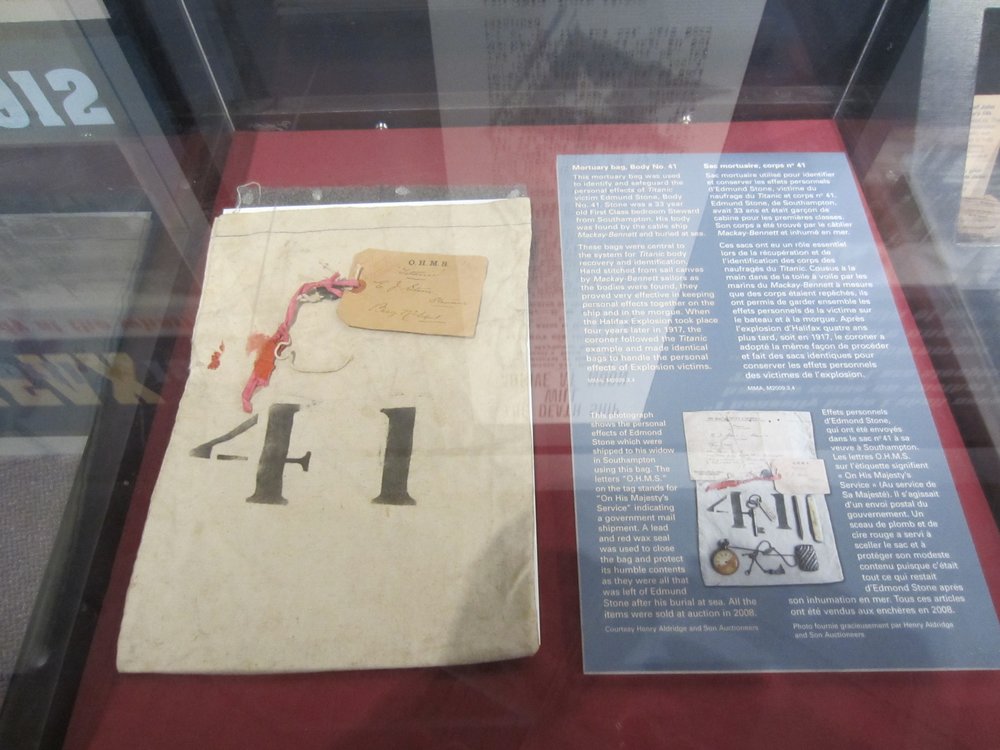 O.H.M.S.
41
Mortuary bag, Body No. 41
This mortuary bag was used
to identify and safeguard the
personal effects of Titanic
victim Edmund Stone, Body
No. 41. Stone was a 33 year
old First Class bedroom Steward
from Southampton. His body
was found by the cable ship
Mackay-Bennett and buried at sea.
These bags were central to
the system for Titanic body
recovery and identification.
Hand stitched from sail canvas
by Mackay-Bennett sailors as
the bodies were found, they
proved very effective in keeping
personal effects together on the
ship and in the morgue. When
the Halifax Explosion took place
four years later in 1917, the
coroner followed the Titanic
example and made identical
bags to handle the personal
effects of Explosion victims.
MMA, M2009.3.4
Sac mortuaire, corps nº 41
Sac mortuaire utilisé pour identifier
et conserver les effets personnels
d'Edmund Stone, victime du
naufrage du Titanic et corps nº 41.
Edmund Stone, de Southampton,
avait 33 ans et était garçon de
cabine pour les premières classes.
Son corps a été trouvé par le câblier
Mackay-Bennett et inhumé en mer.
Ces sacs ont eu un rôle essentiel
lors de la récupération et de
l'identification des corps des
naufragés du Titanic. Cousus à la
main dans de la toile à voile par les
marins du Mackay-Bennett à mesure
que des corps étaient repêchés, ils
ont permis de garder ensemble les
effets personnels de la victime sur
le bateau et à la morgue. Après
l'explosion d'Halifax quatre ans
plus tard, soit en 1917, le coroner a
adopté la même façon de procéder
et fait des sacs identiques pour
conserver les effets personnels
des victimes de l'explosion.
MMA, M2009.3.4
This photograph
shows the personal
effects of Edmund
Stone which were
shipped to his widow
in Southampton
using this bag. The
letters "O.H.M.S."
on the tag stands for
"On His Majesty's
Service" indicating
a government mail
shipment. A lead
and red wax seal
was used to close
the bag and protect
its humble contents
as they were all that
was left of Edmund
Stone after his burial at sea. All the
items were sold at auction in 2008.
Courtesy Henry Aldridge and Son Auctioneers
41
Effets personnels
d'Edmund Stone,
qui ont été envoyés
dans le sac nº 41 à sa
veuve à Southampton.
Les lettres O.H.M.S.
sur l'étiquette signifient
« On His Majesty's
Service » (Au service de
Sa Majesté). Il s'agissait
d'un envoi postal du
gouvernement. Un
sceau de plomb et de
cire rouge a servi à
sceller le sac et à
protéger son modeste
contenu puisque c'était
tout ce qui restait
d'Edmund Stone après
son inhumation en mer. Tous ces articles
ont été vendus aux enchères en 2008.
Photo fournie gracieusement par Henry Aldridge
and Son Auctioneers